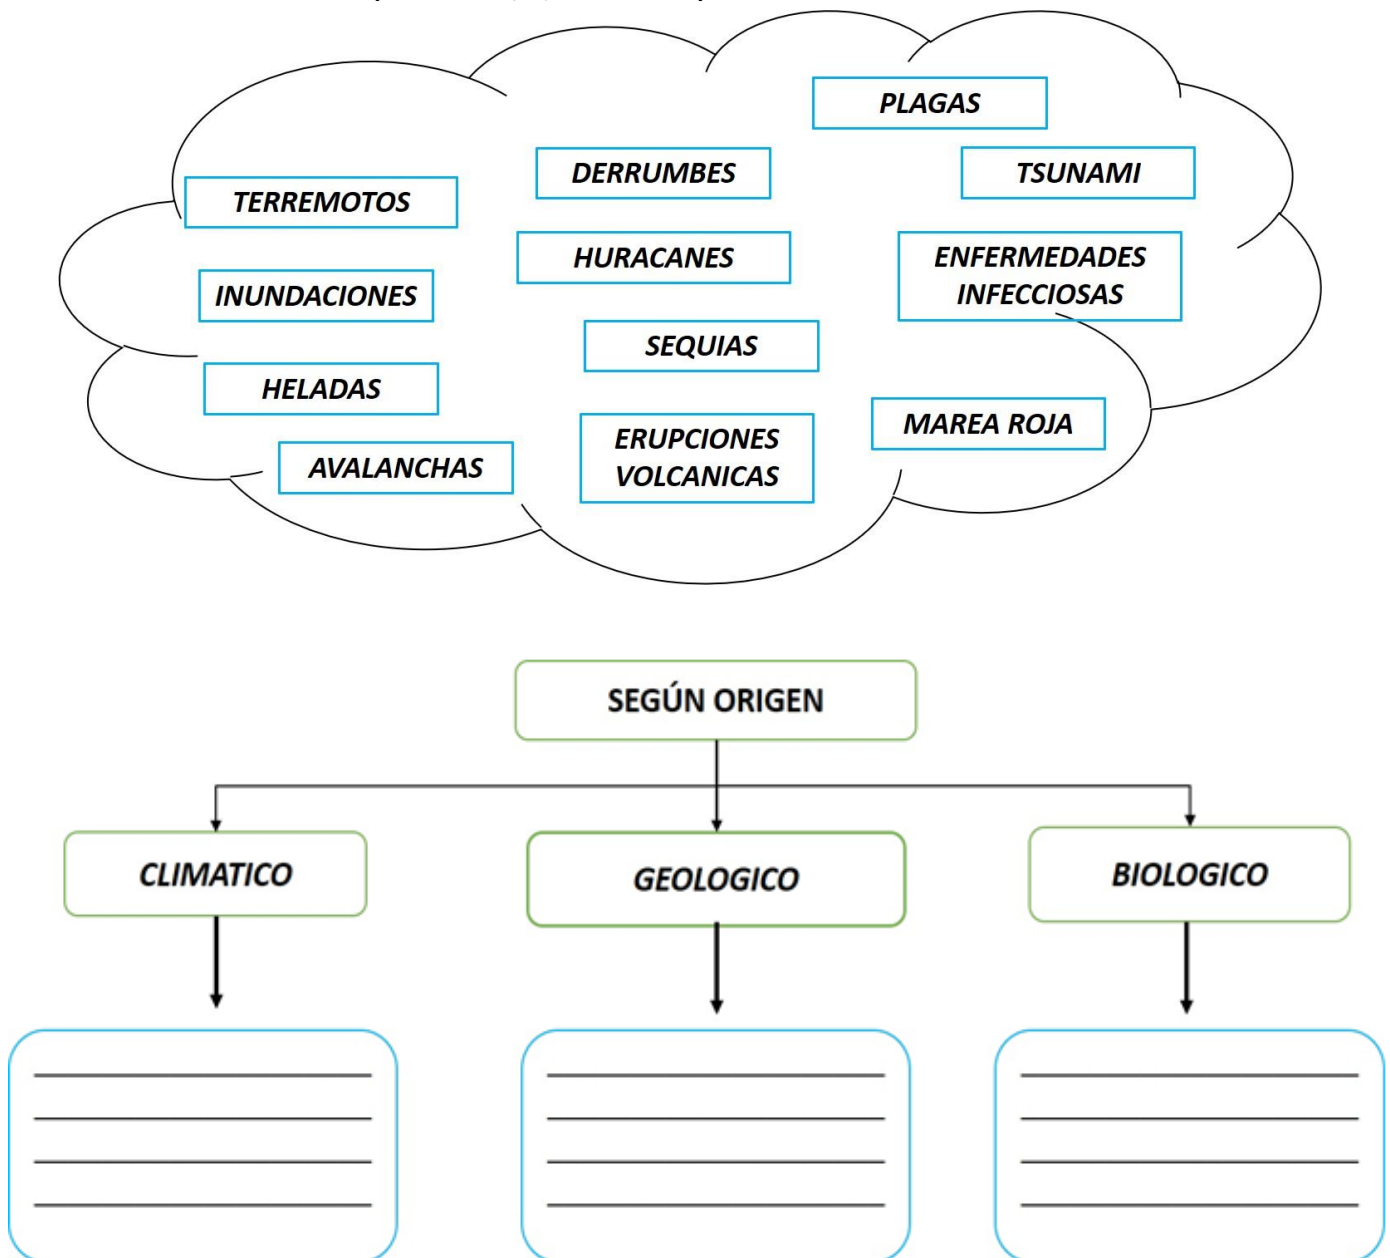 PLAGAS
DERRUMBES
TSUNAMI
TERREMOTOS
HURACANES
ENFERMEDADES
INFECCIOSAS
INUNDACIONES
SEQUIAS
HELADAS
MAREA ROJA
ERUPCIONES
VOLCANICAS
AVALANCHAS
SEGÚN ORIGEN
CLIMATICO
GEOLOGICO
BIOLOGICO